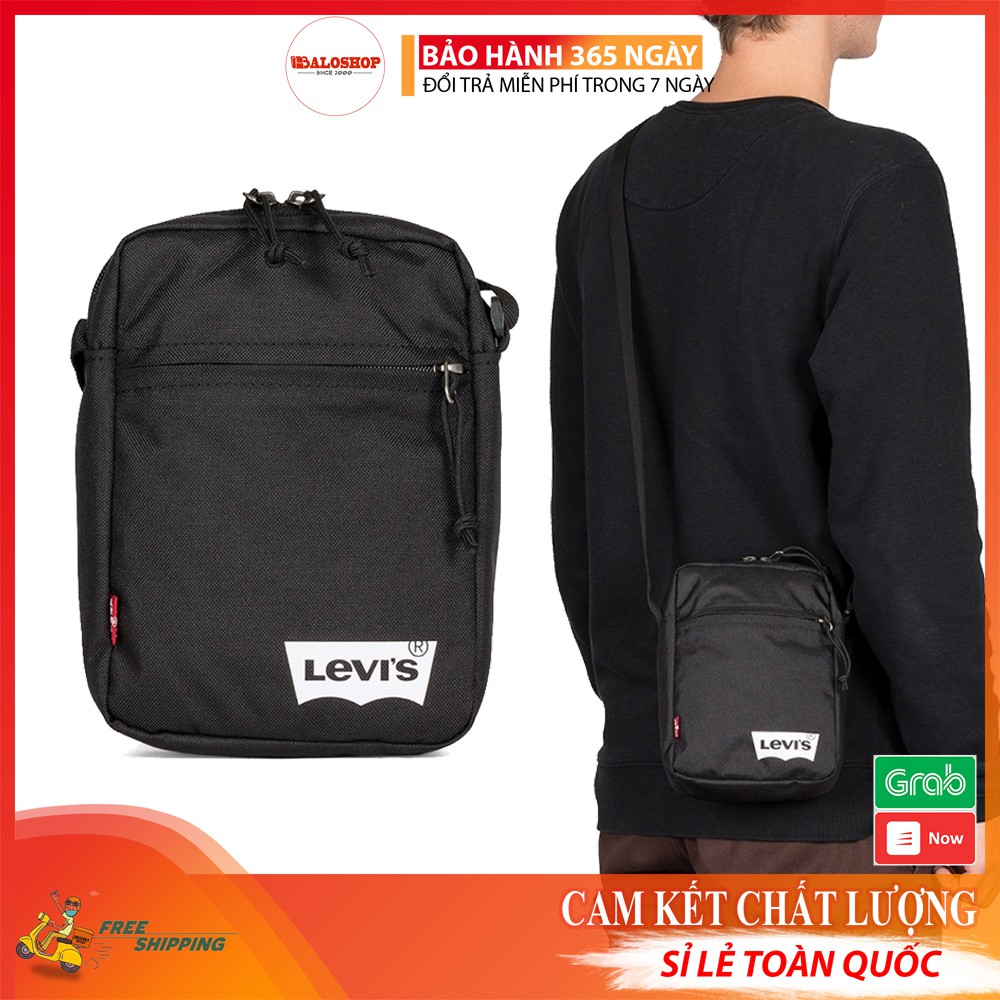 BALOSHOP
SINCE 2000
BẢO HÀNH 365 NGÀY
ĐỔI TRẢ MIỄN PHÍ TRONG 7 NGÀY
LEVI'S ®
LEVI'S ®
Grab
Now
FREE
SHIPPING
CAM KẾT CHẤT LƯỢNG
SỈ LẺ TOÀN QUỐC